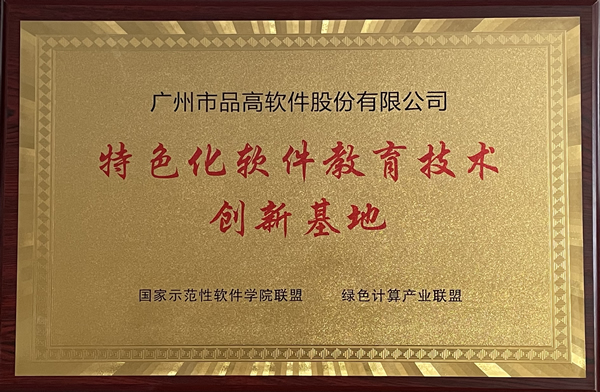 广州市品高软件股份有限公司
特色化软件教育技术
创新基地
国家示范性软件学院联盟 绿色计算产业联盟